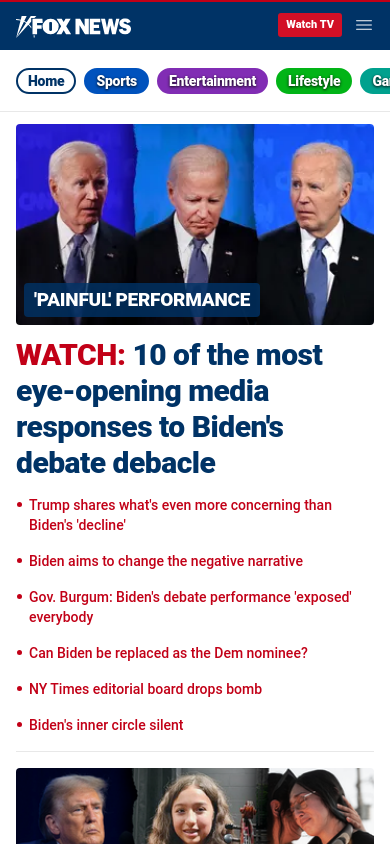 FOX NEWS
Watch TV
Home
Sports
Entertainment
Lifestyle
'PAINFUL' PERFORMANCE
WATCH: 10 of the most
eye-opening media
responses to Biden's
debate debacle
• Trump shares what's even more concerning than
Biden's 'decline'
• Biden aims to change the negative narrative
• Gov. Burgum: Biden's debate performance 'exposed'
everybody
• Can Biden be replaced as the Dem nominee?
• NY Times editorial board drops bomb
• Biden's inner circle silent